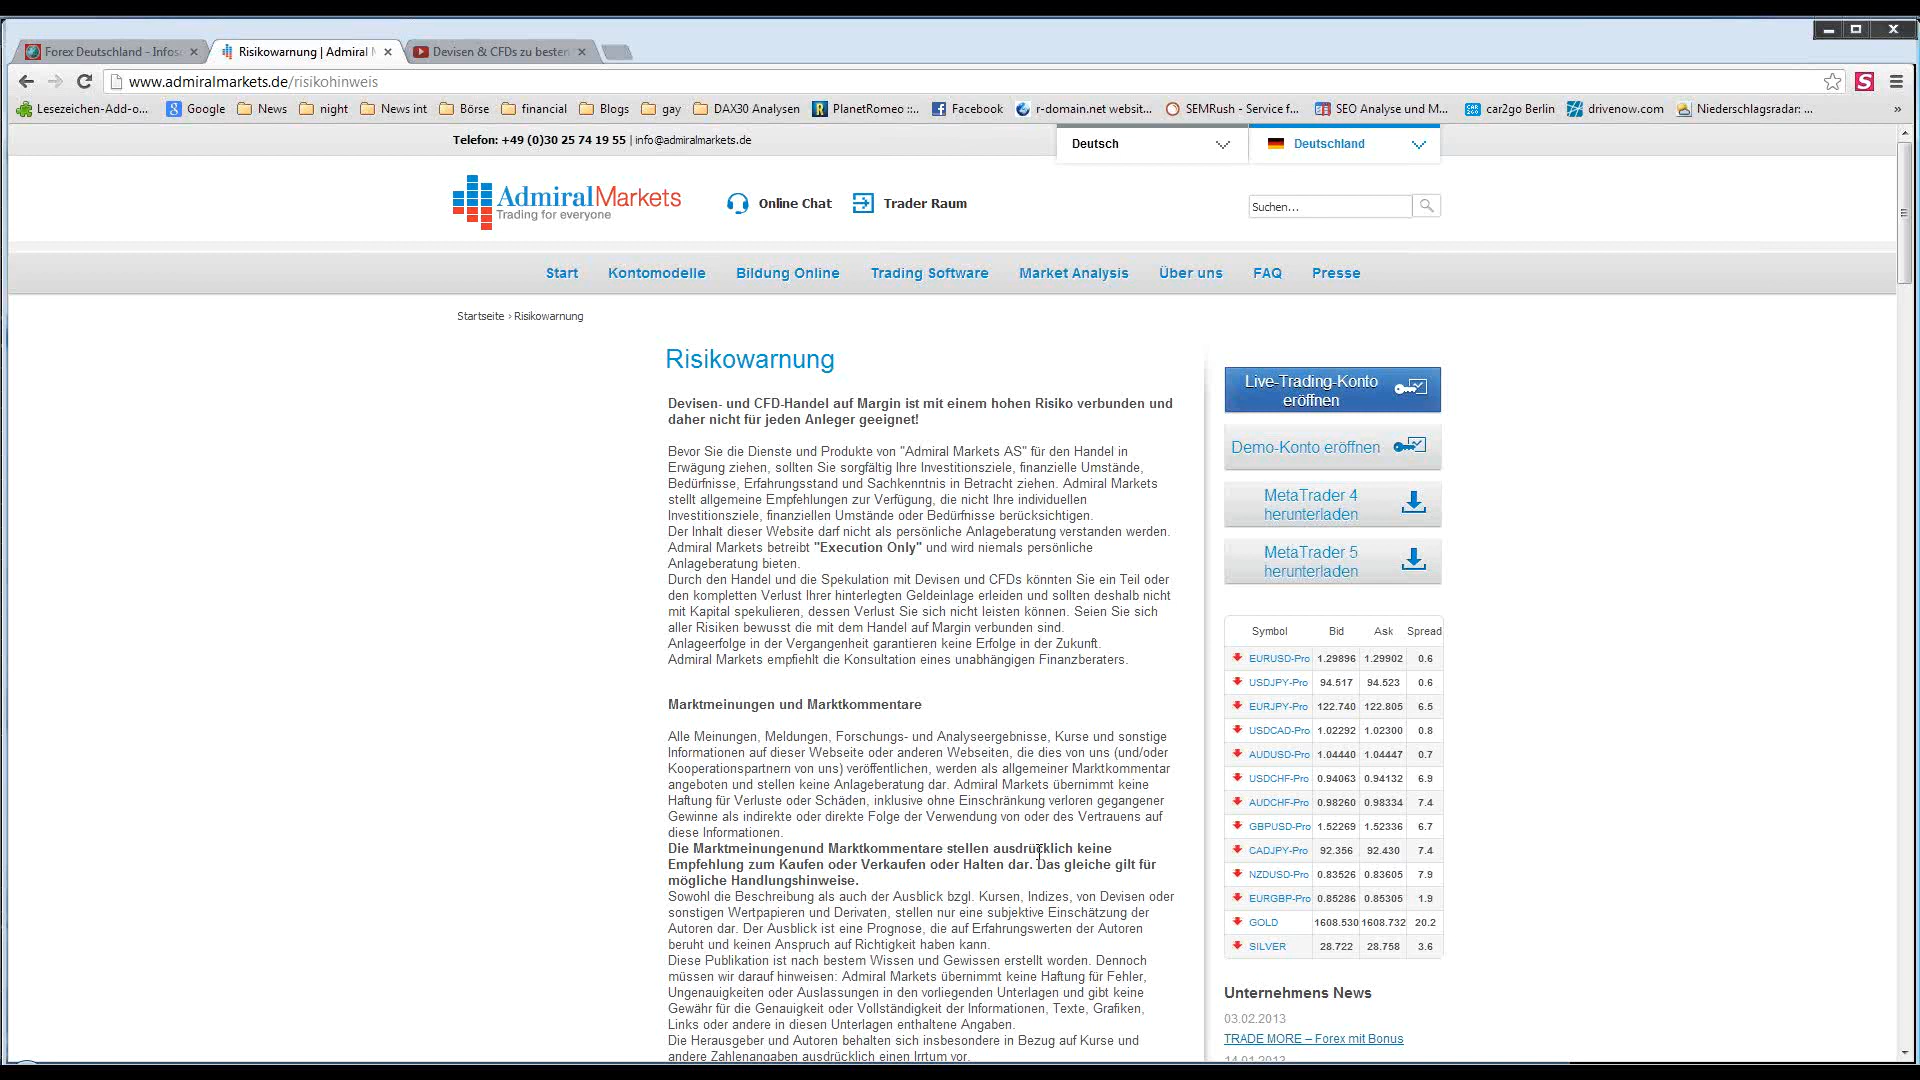 Forex Deutschland - Infos
Risikowarnung | Admiral
Devisen & CFDs zu besten
www.admiralmarkets.de/risikohinweis
Lesezeichen-Add-o...
Google
News
night
News int
Börse
financial
Blogs
gay
DAX30 Analysen
PlanetRomeo ::..
Facebook
r-domain.net websit...
SEMRush - Service f...
SEO Analyse und M...
car2go Berlin
drivenow.com
Niederschlagsradar: ...
»
Telefon: +49 (0)30 25 74 19 55 | info@admiralmarkets.de
Deutsch
Deutschland
AdmiralMarkets
Trading for everyone
Online Chat
Trader Raum
Suchen...
Start
Kontomodelle
Bildung Online
Trading Software
Market Analysis
Über uns
FAQ
Presse
Startseite › Risikowarnung
Risikowarnung
Devisen- und CFD-Handel auf Margin ist mit einem hohen Risiko verbunden und
daher nicht für jeden Anleger geeignet!
Bevor Sie die Dienste und Produkte von "Admiral Markets AS" für den Handel in
Erwägung ziehen, sollten Sie sorgfältig Ihre Investitionsziele, finanzielle Umstände,
Bedürfnisse, Erfahrungsstand und Sachkenntnis in Betracht ziehen. Admiral Markets
stellt allgemeine Empfehlungen zur Verfügung, die nicht Ihre individuellen
Investitionsziele, finanziellen Umstände oder Bedürfnisse berücksichtigen.
Der Inhalt dieser Website darf nicht als persönliche Anlageberatung verstanden werden.
Admiral Markets betreibt "Execution Only" und wird niemals persönliche
Anlageberatung bieten.
Durch den Handel und die Spekulation mit Devisen und CFDs könnten Sie ein Teil oder
den kompletten Verlust Ihrer hinterlegten Geldeinlage erleiden und sollten deshalb nicht
mit Kapital spekulieren, dessen Verlust Sie sich nicht leisten können. Seien Sie sich
aller Risiken bewusst die mit dem Handel auf Margin verbunden sind.
Anlageerfolge in der Vergangenheit garantieren keine Erfolge in der Zukunft.
Admiral Markets empfiehlt die Konsultation eines unabhängigen Finanzberaters.
Marktmeinungen und Marktkommentare
Alle Meinungen, Meldungen, Forschungs- und Analyseergebnisse, Kurse und sonstige
Informationen auf dieser Webseite oder anderen Webseiten, die dies von uns (und/oder
Kooperationspartnern von uns) veröffentlichen, werden als allgemeiner Marktkommentar
angeboten und stellen keine Anlageberatung dar. Admiral Markets übernimmt keine
Haftung für Verluste oder Schäden, inklusive ohne Einschränkung verloren gegangener
Gewinne als indirekte oder direkte Folge der Verwendung von oder des Vertrauens auf
diese Informationen.
Die Marktmeinungenund Marktkommentare stellen ausdrücklich keine
Empfehlung zum Kaufen oder Verkaufen oder Halten dar. Das gleiche gilt für
mögliche Handlungshinweise.
Sowohl die Beschreibung als auch der Ausblick bzgl. Kursen, Indizes, von Devisen oder
sonstigen Wertpapieren und Derivaten, stellen nur eine subjektive Einschätzung der
Autoren dar. Der Ausblick ist eine Prognose, die auf Erfahrungswerten der Autoren
beruht und keinen Anspruch auf Richtigkeit haben kann.
Diese Publikation ist nach bestem Wissen und Gewissen erstellt worden. Dennoch
müssen wir darauf hinweisen: Admiral Markets übernimmt keine Haftung für Fehler,
Ungenauigkeiten oder Auslassungen in den vorliegenden Unterlagen und gibt keine
Gewähr für die Genauigkeit oder Vollständigkeit der Informationen, Texte, Grafiken,
Links oder andere in diesen Unterlagen enthaltene Angaben.
Die Herausgeber und Autoren behalten sich insbesondere in Bezug auf Kurse und
andere Zahlenangaben ausdrücklich einen Irrtum vor.
Live-Trading-Konto
eröffnen
Demo-Konto eröffnen
MetaTrader 4
herunterladen
MetaTrader 5
herunterladen
Symbol Bid Ask Spread
EURUSD-Pro 1.29896 1.29902 0.6
USDJPY-Pro 94.517 94.523 0.6
EURJPY-Pro 122.740 122.805 6.5
USDCAD-Pro 1.02292 1.02300 0.8
AUDUSD-Pro 1.04440 1.04447 0.7
USDCHF-Pro 0.94063 0.94132 6.9
AUDCHF-Pro 0.98260 0.98334 7.4
GBPUSD-Pro 1.52269 1.52336 6.7
CADJPY-Pro 92.356 92.430 7.4
NZDUSD-Pro 0.83526 0.83605 7.9
EURGBP-Pro 0.85286 0.85305 1.9
GOLD 1608.530 1608.732 20.2
SILVER 28.722 28.758 3.6
Unternehmens News
03.02.2013
TRADE MORE – Forex mit Bonus
14.01.2013